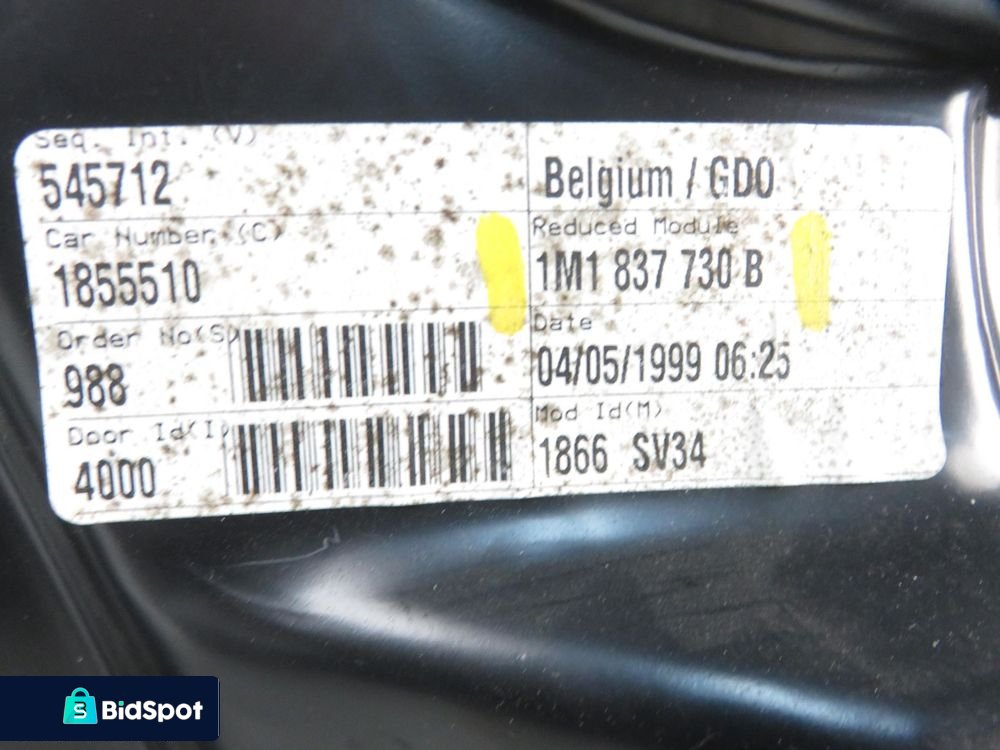 Seq. Int. (V)
545712
Belgium / GDO
Car Number (C)
1855510
Reduced Module
1M1 837 730 B
Order No(S)
988
Date
04/05/1999 06:25
Door Id(I)
4000
Mod Id(M)
1866 SV34
S BidSpot